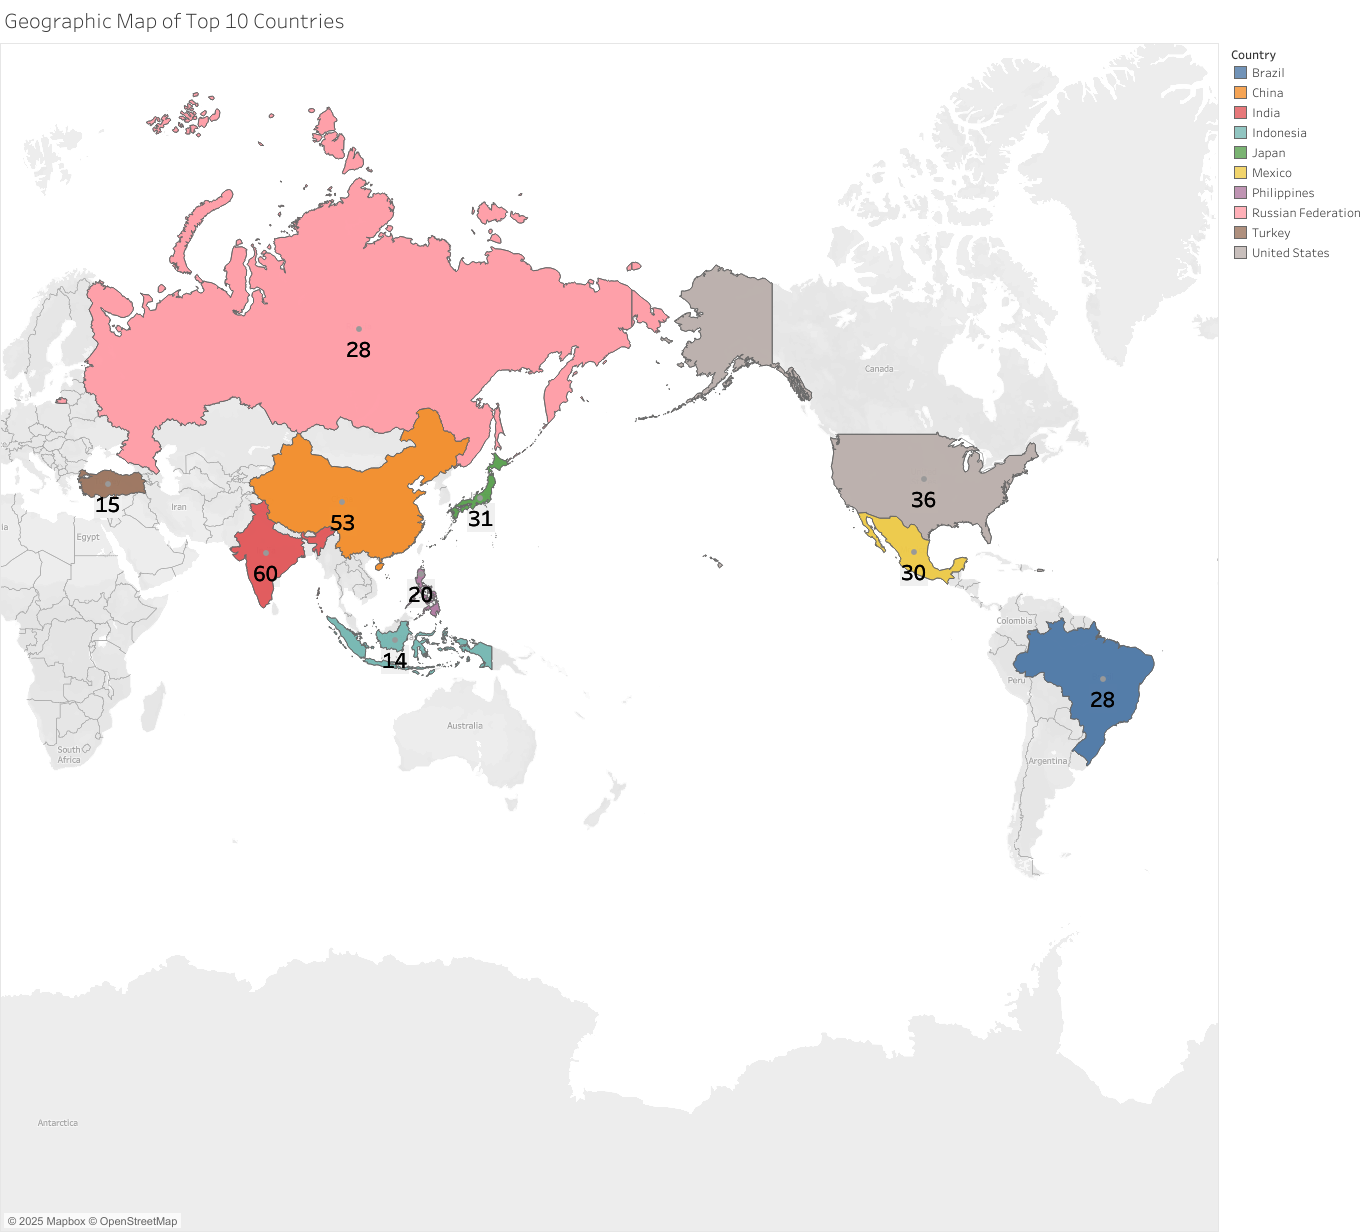 Geographic Map of Top 10 Countries
Country
Brazil
China
India
Indonesia
Japan
Mexico
Philippines
Russian Federation
Turkey
United States
28
Canada
15
Iran
36
53
31
la
Egypt
60
30
20
Colombia
14
Peru
28
Australia
South
Africa
Argentina
Antarctica
© 2025 Mapbox © OpenStreetMap